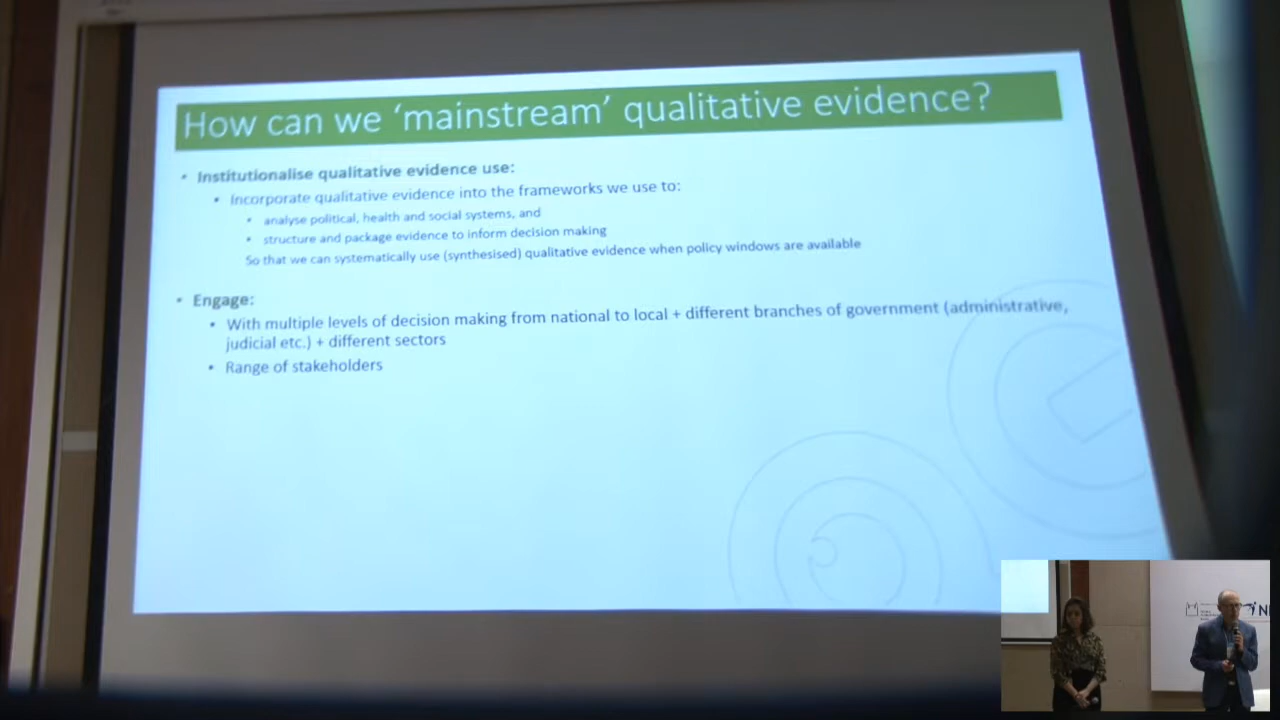 How can we ‘mainstream’ qualitative evidence?
• Institutionalise qualitative evidence use:
• Incorporate qualitative evidence into the frameworks we use to:
• analyse political, health and social systems, and
• structure and package evidence to inform decision making
So that we can systematically use (synthesised) qualitative evidence when policy windows are available
• Engage:
• With multiple levels of decision making from national to local + different branches of government (administrative,
judicial etc.) + different sectors
• Range of stakeholders